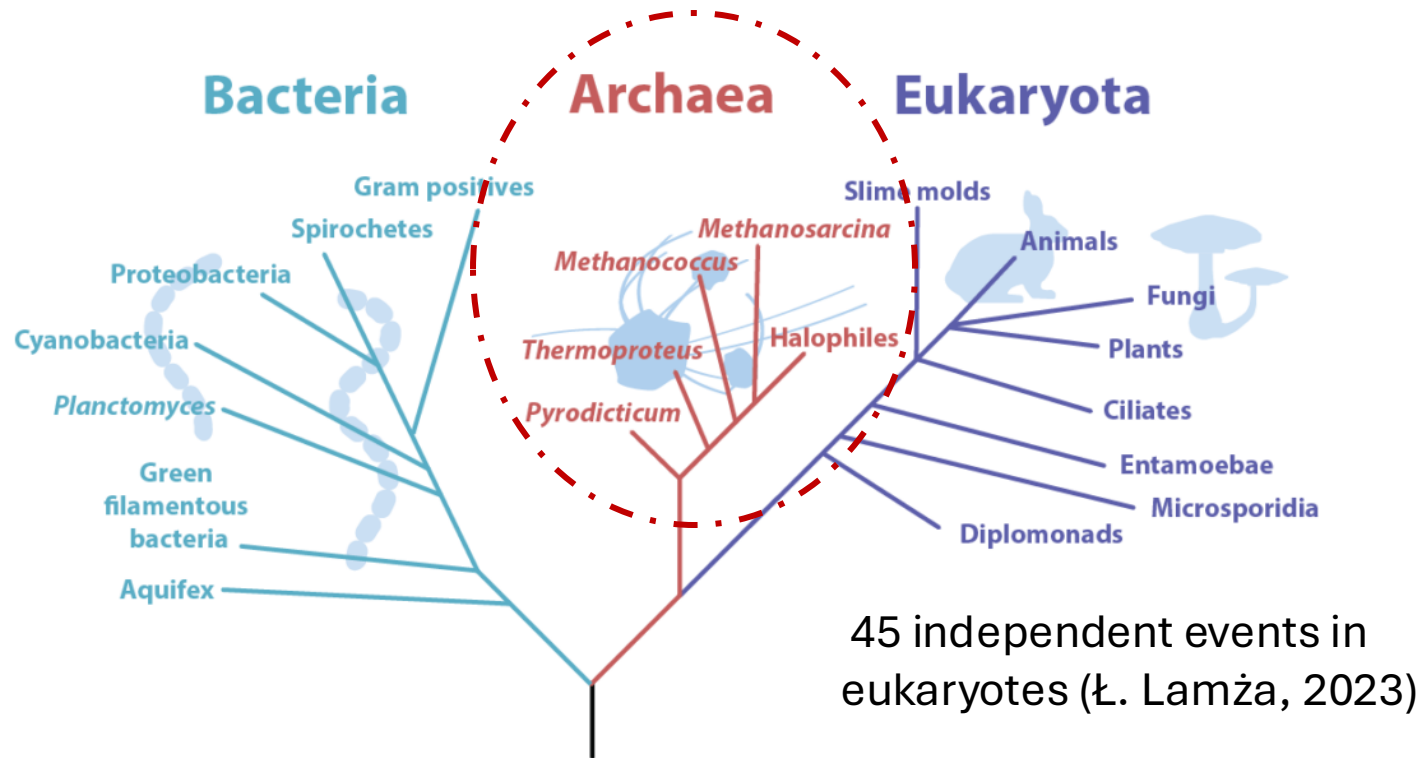 Bacteria
Archaea
Eukaryota
Gram positives
Spirochetes
Proteobacteria
Cyanobacteria
Planctomyces
Green
filamentous
bacteria
Aquifex
Methanosarcina
Methanococcus
Thermoproteus
Halophiles
Pyrodicticum
Slime molds
Animals
Fungi
Plants
Ciliates
Entamoebae
Microsporidia
Diplomonads
45 independent events in
eukaryotes (Ł. Lamża, 2023)